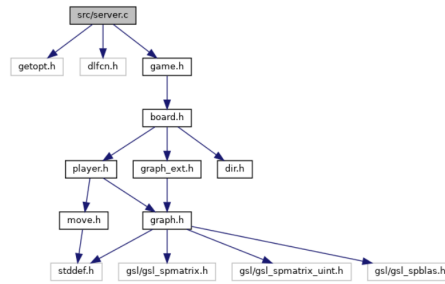 src/server.c
getopt.h dlfcn.h game.h
board.h
player.h graph_ext.h dir.h
move.h graph.h
stddef.h gsl/gsl_spmatrix.h gsl/gsl_spmatrix_uint.h gsl/gsl_spblas.h